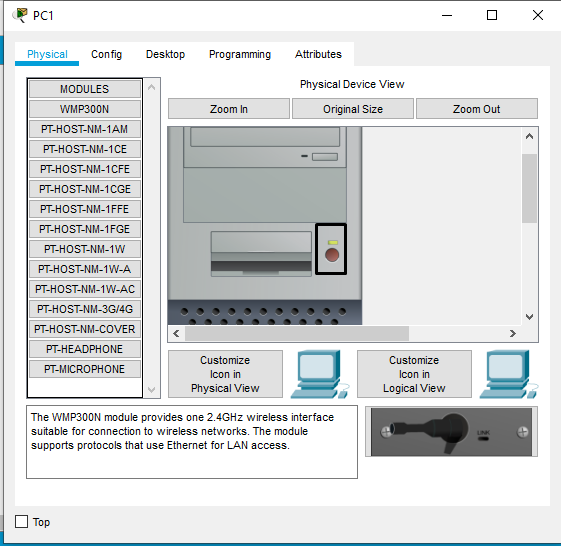 PC1
Physical Config Desktop Programming Attributes
MODULES
WMP300N
PT-HOST-NM-1AM
PT-HOST-NM-1CE
PT-HOST-NM-1CFE
PT-HOST-NM-1CGE
PT-HOST-NM-1FFE
PT-HOST-NM-1FGE
PT-HOST-NM-1W
PT-HOST-NM-1W-A
PT-HOST-NM-1W-AC
PT-HOST-NM-3G/4G
PT-HOST-NM-COVER
PT-HEADPHONE
PT-MICROPHONE
Physical Device View
Zoom In Original Size Zoom Out
Customize
Icon in
Physical View
Customize
Icon in
Logical View
The WMP300N module provides one 2.4GHz wireless interface
suitable for connection to wireless networks. The module
supports protocols that use Ethernet for LAN access.
LINK
Top